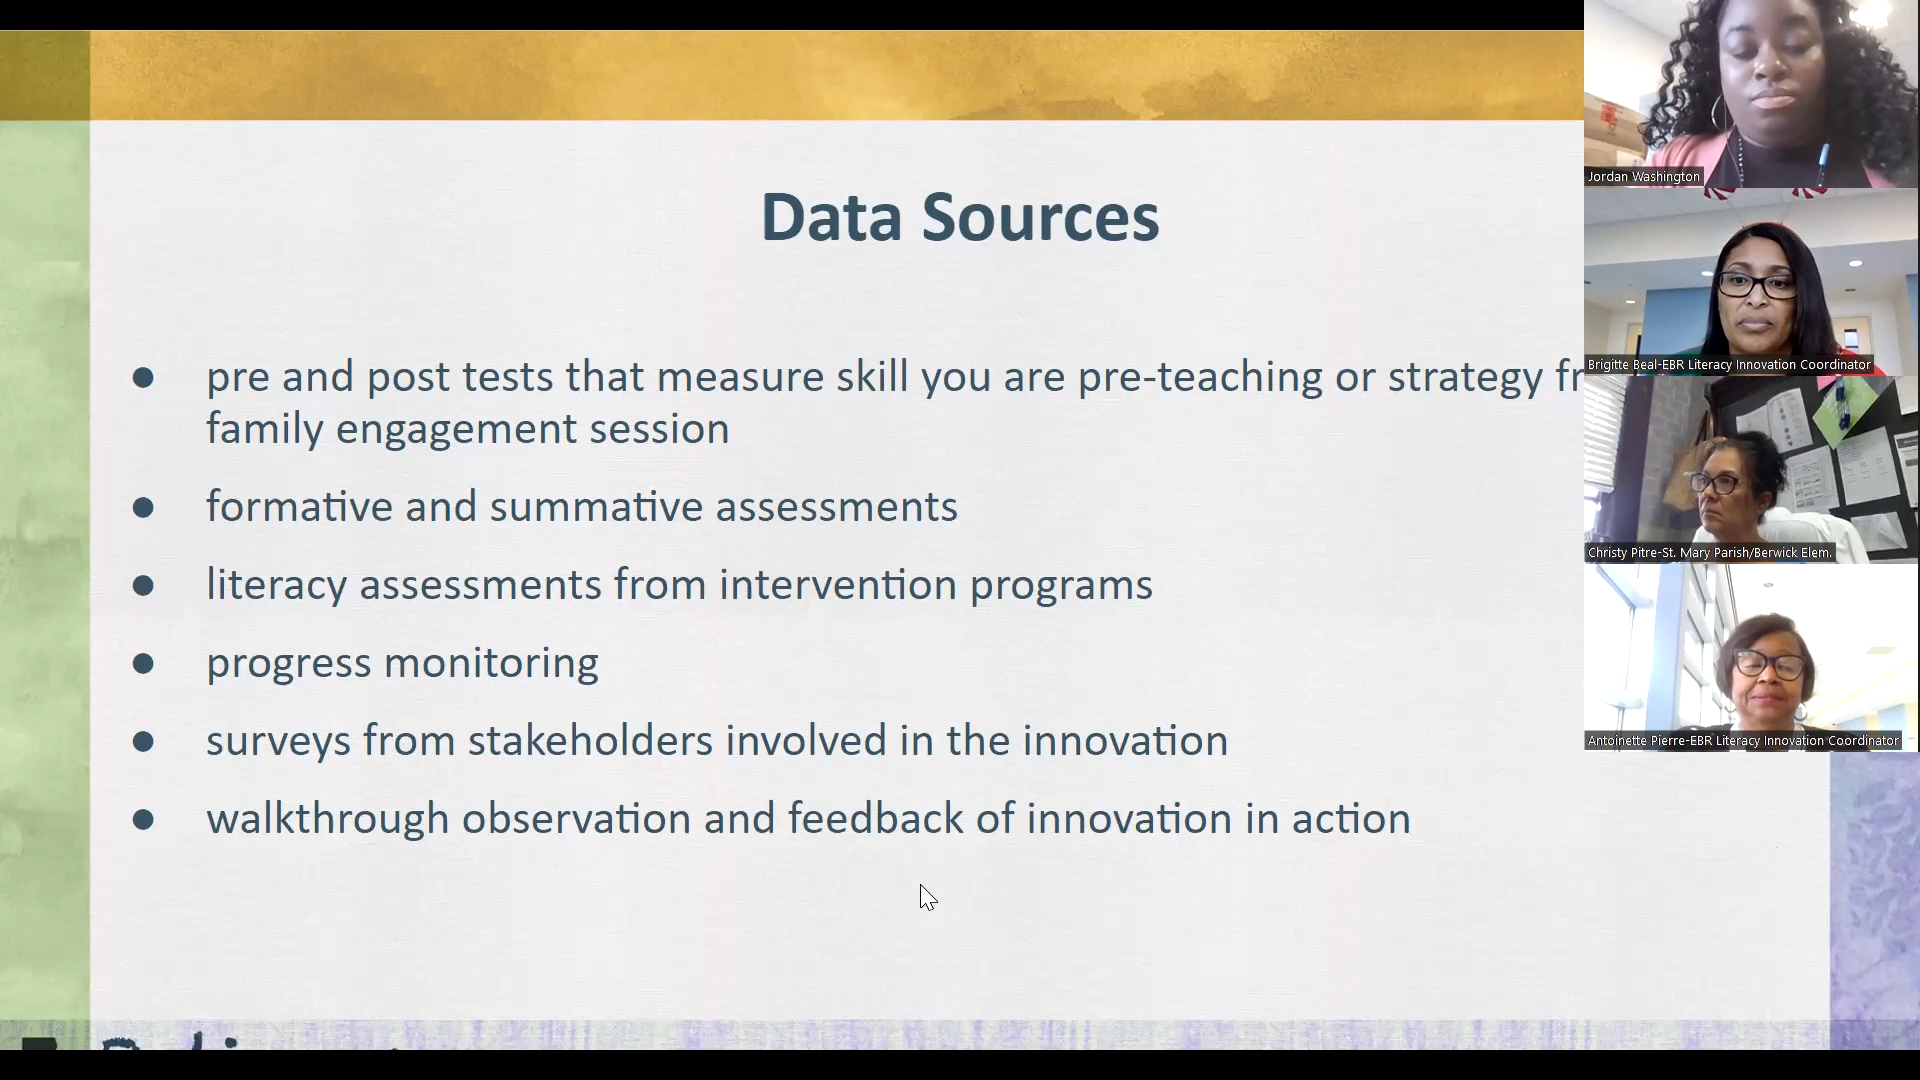 Data Sources
pre and post tests that measure skill you are pre-teaching or strategy
family engagement session
formative and summative assessments
literacy assessments from intervention programs
progress monitoring
surveys from stakeholders involved in the innovation
walkthrough observation and feedback of innovation in action
Jordan Washington
Brigitte Beal-EBR Literacy Innovation Coordinator
Christy Pitre-St. Mary Parish/Berwick Elem.
Antoinette Pierre-EBR Literacy Innovation Coordinator